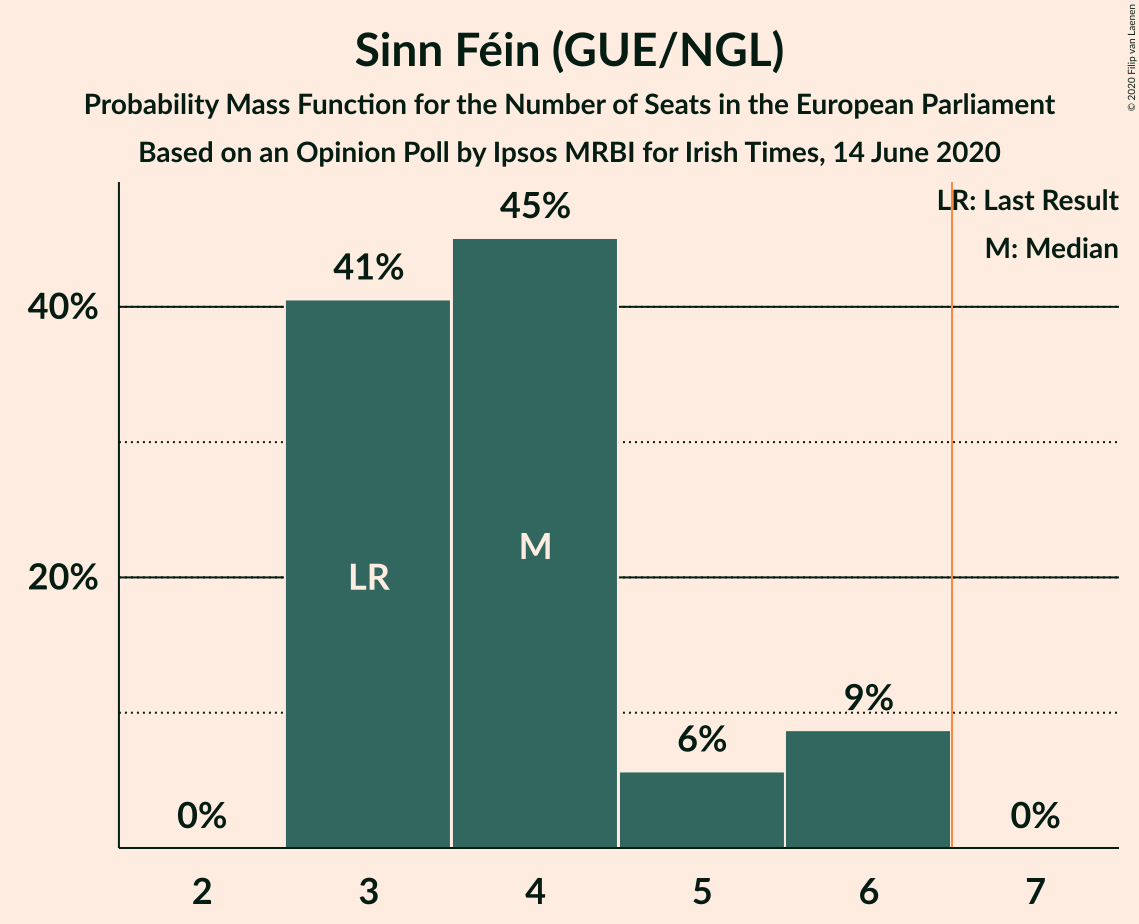 Sinn Féin (GUE/NGL)
Probability Mass Function for the Number of Seats in the European Parliament
Based on an Opinion Poll by Ipsos MRBI for Irish Times, 14 June 2020
© 2020 Filip van Laenen
LR: Last Result
M: Median
45%
41%
40%
M
LR
20%
9%
6%
0%
0%
2 3 4 5 6 7